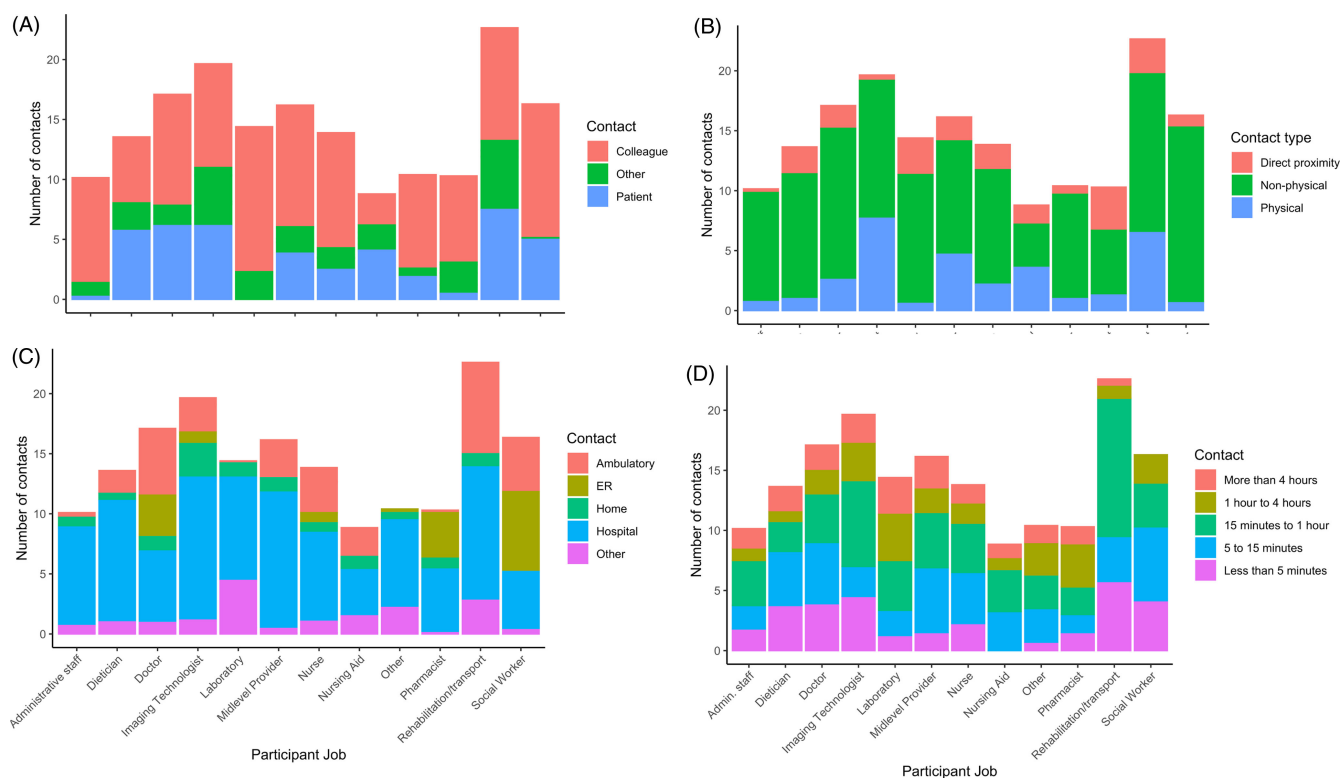 (A)
Number of contacts
20
15
10
5
0
Contact
Colleague
Other
Patient
(B)
Number of contacts
20
15
10
5
0
Contact type
Direct proximity
Non-physical
Physical
(C)
Number of contacts
20
15
10
5
0
Contact
Ambulatory
ER
Home
Hospital
Other
Administrative staff
Dietician
Doctor
Imaging Technologist
Laboratory
Midlevel Provider
Nurse
Nursing Aid
Other
Pharmacist
Rehabilitation/transport
Social Worker
Participant Job
(D)
Number of contacts
20
15
10
5
0
Contact
More than 4 hours
1 hour to 4 hours
15 minutes to 1 hour
5 to 15 minutes
Less than 5 minutes
Admin. staff
Dietician
Doctor
Imaging Technologist
Laboratory
Midlevel Provider
Nurse
Nursing Aid
Other
Pharmacist
Rehabilitation/transport
Social Worker
Participant Job